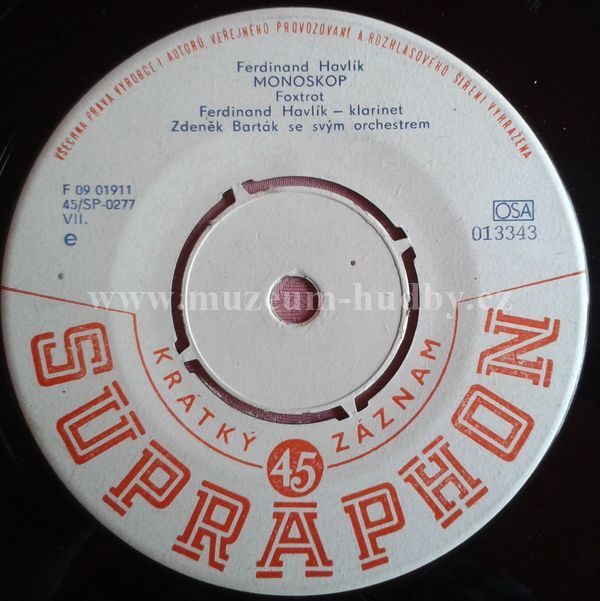 VŠECHNA PRÁVA VÝROBCE I AUTORŮ, VEŘEJNÉHO PROVOZOVÁNÍ A ROZHLASOVÉHO ŠÍŘENÍ VYHRAŽENA
Ferdinand Havlík
MONOSKOP
Foxtrot
Ferdinand Havlík – klarinet
Zdeněk Barták se svým orchestrem
F 09 01911
45/SP-0277
VII.
e
OSA
013343
www.muzeum-hudby.cz
KRÁTKÝ 45 ZÁZNAM
SUPRAPHON